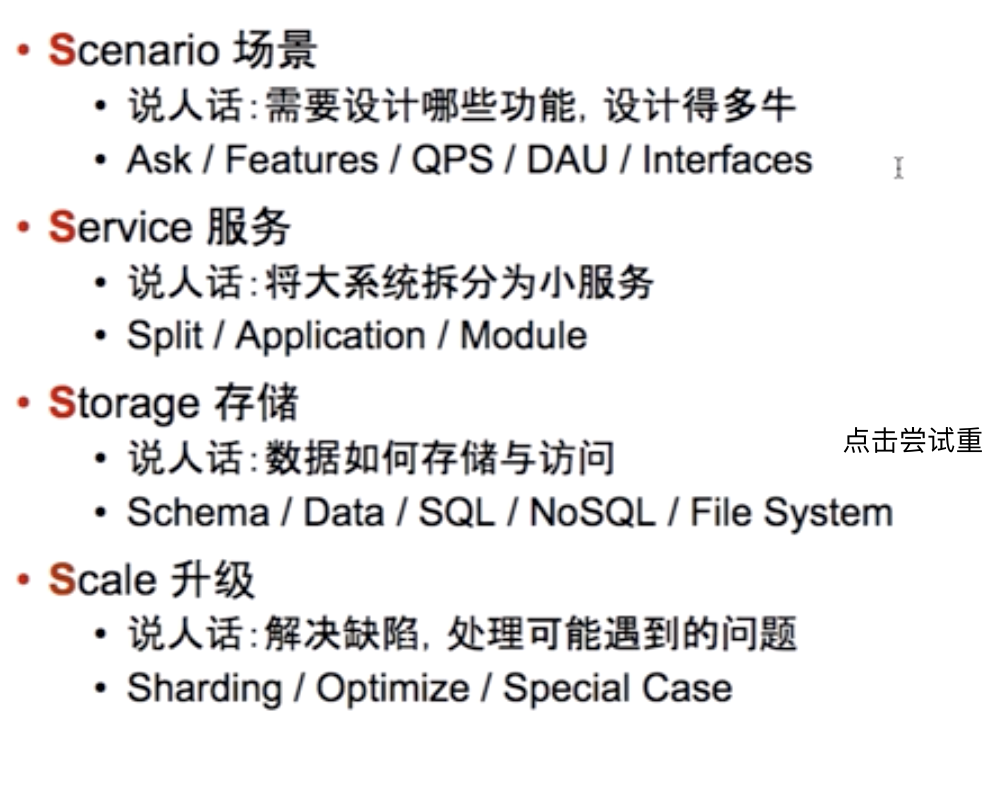 • Scenario 场景
• 说人话：需要设计哪些功能，设计得多牛
• Ask / Features / QPS / DAU / Interfaces
• Service 服务
• 说人话：将大系统拆分为小服务
• Split / Application / Module
• Storage 存储
• 说人话：数据如何存储与访问
• Schema / Data / SQL / NoSQL / File System
点击尝试重
• Scale 升级
• 说人话：解决缺陷，处理可能遇到的问题
• Sharding / Optimize / Special Case